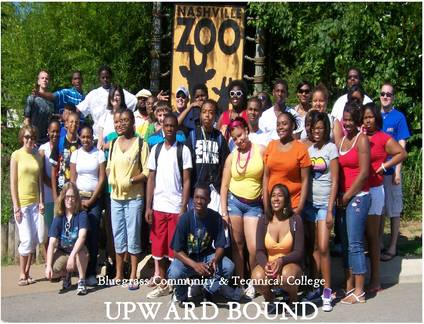 NASHVILLE
ZOO
Bluegrass Community & Technical College
UPWARD BOUND